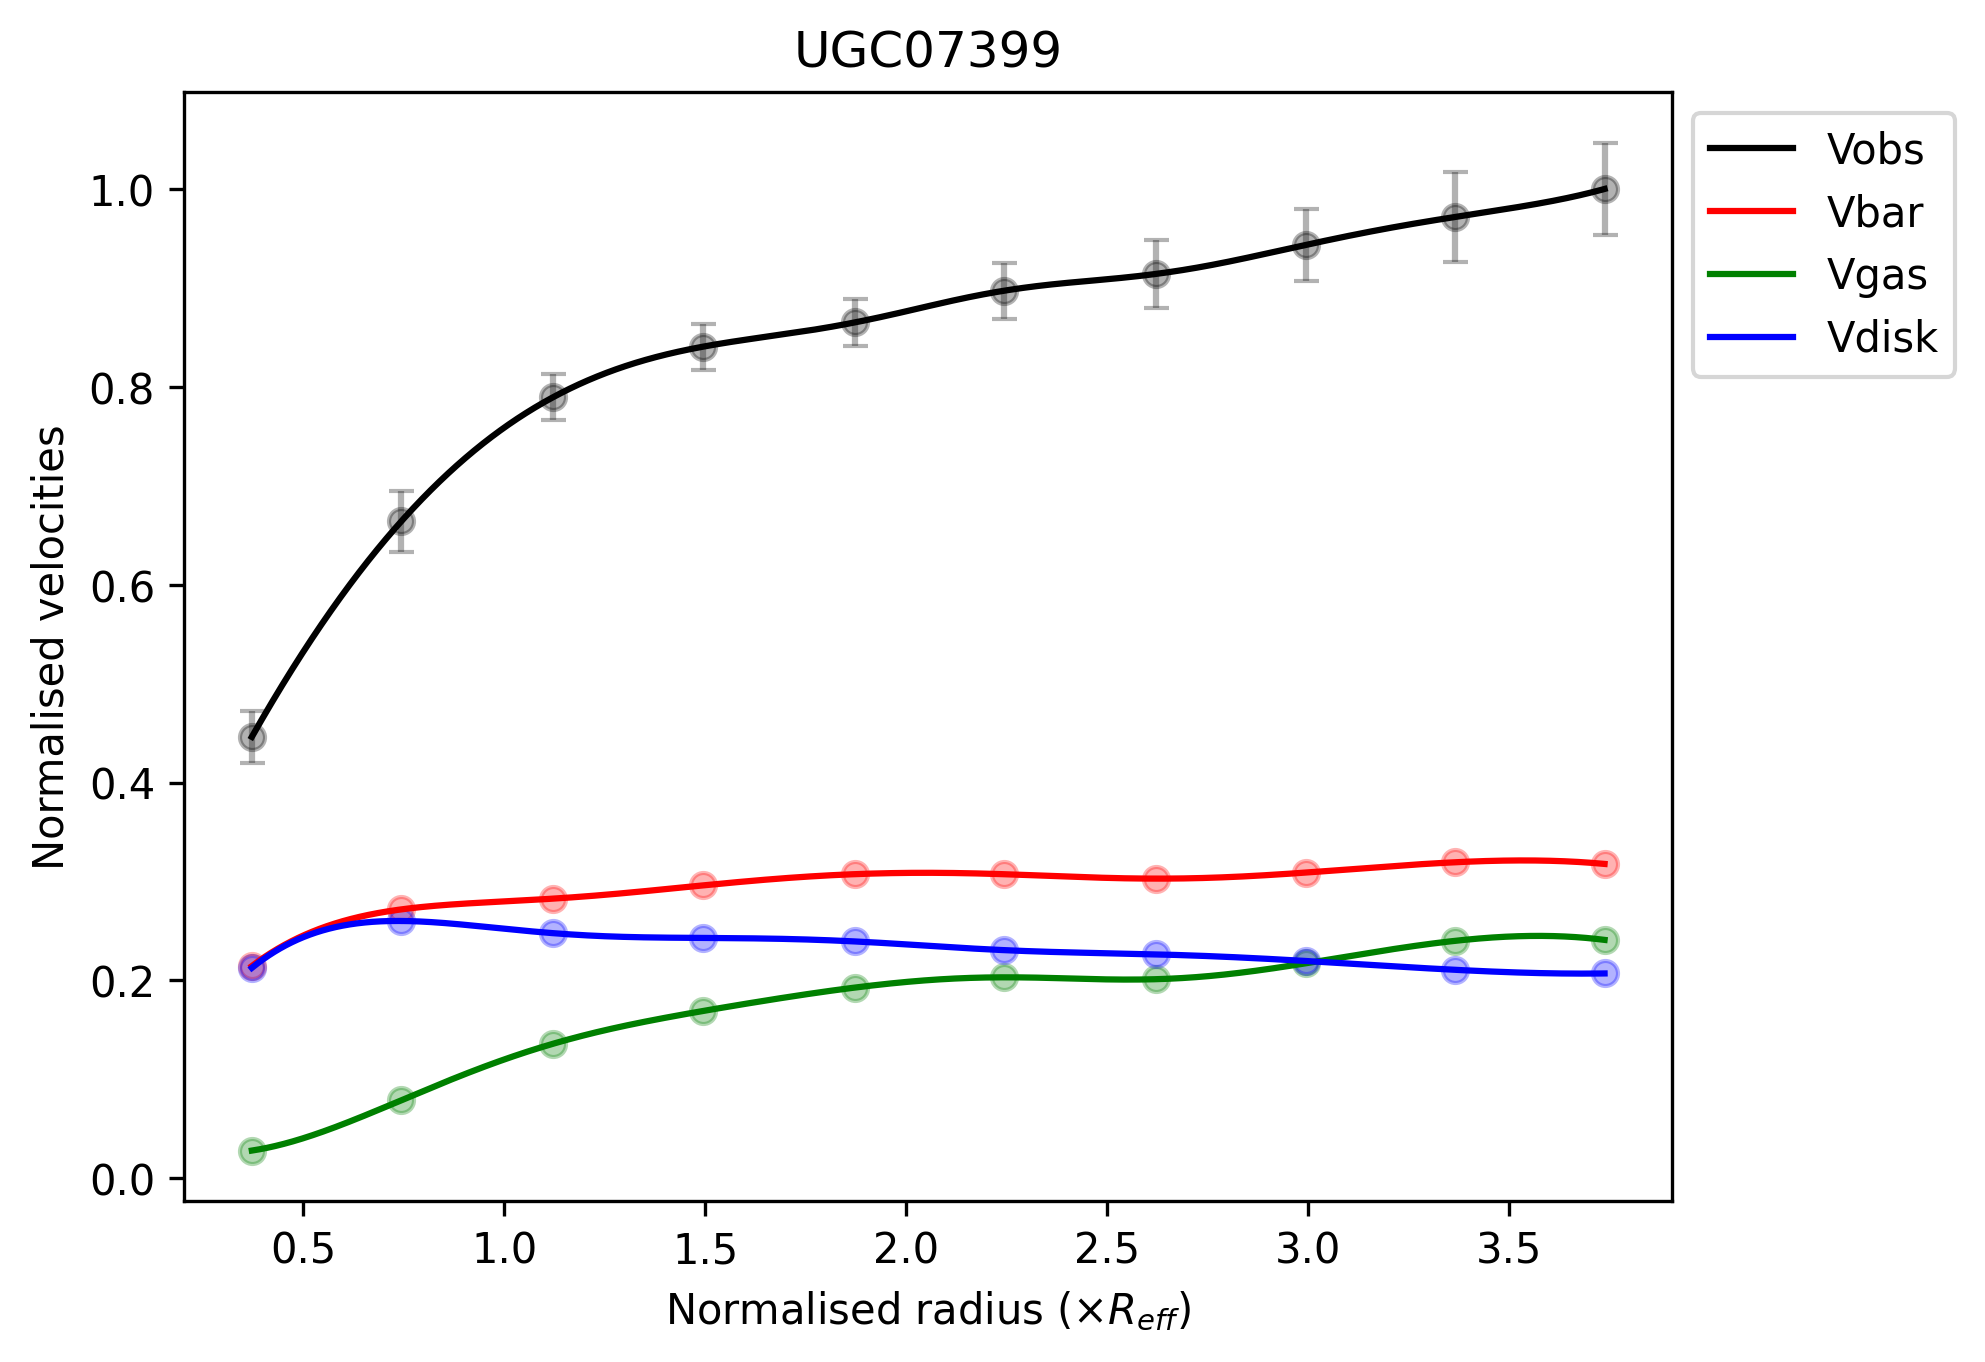 UGC07399
Vobs
Vbar
Vgas
Vdisk
Normalised velocities
1.0
0.8
0.6
0.4
0.2
0.0
0.5 1.0 1.5 2.0 2.5 3.0 3.5
Normalised radius (×R_eff)